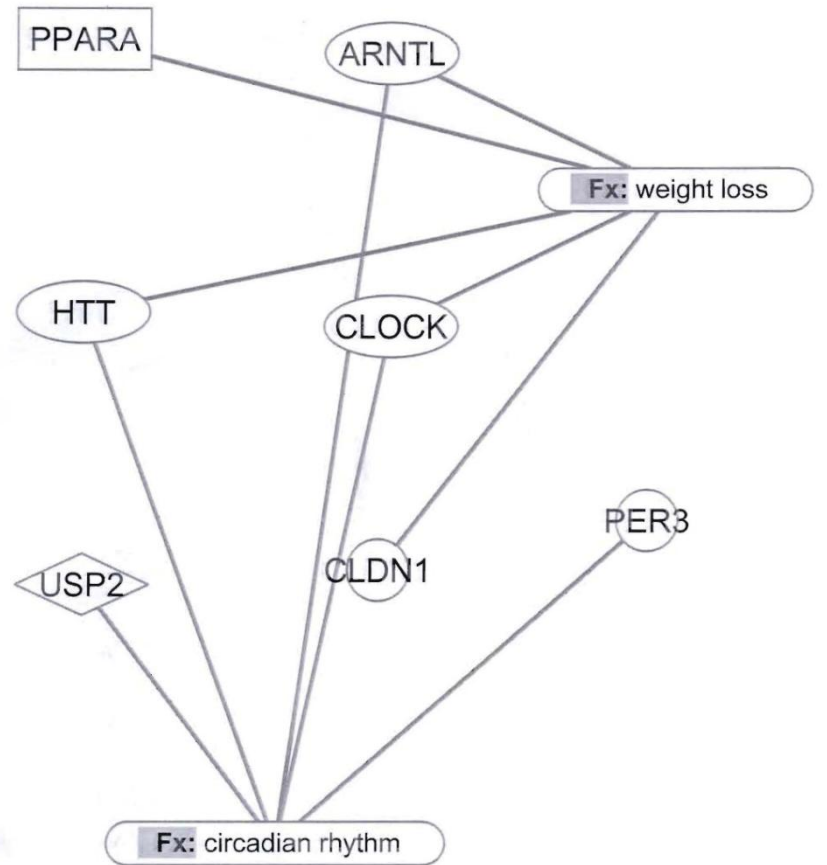 PPARA
ARNTL
Fx: weight loss
HTT
CLOCK
PER3
USP2
CLDN1
Fx: circadian rhythm